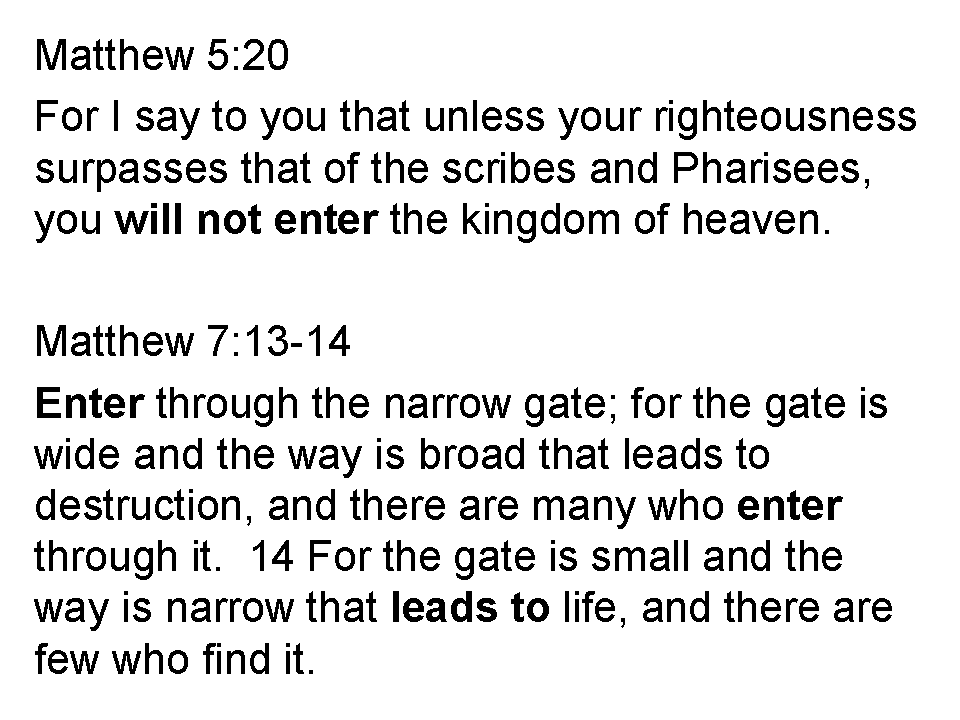 Matthew 5:20
For I say to you that unless your righteousness
surpasses that of the scribes and Pharisees,
you will not enter the kingdom of heaven.
Matthew 7:13-14
Enter through the narrow gate; for the gate is
wide and the way is broad that leads to
destruction, and there are many who enter
through it.  14 For the gate is small and the
way is narrow that leads to life, and there are
few who find it.